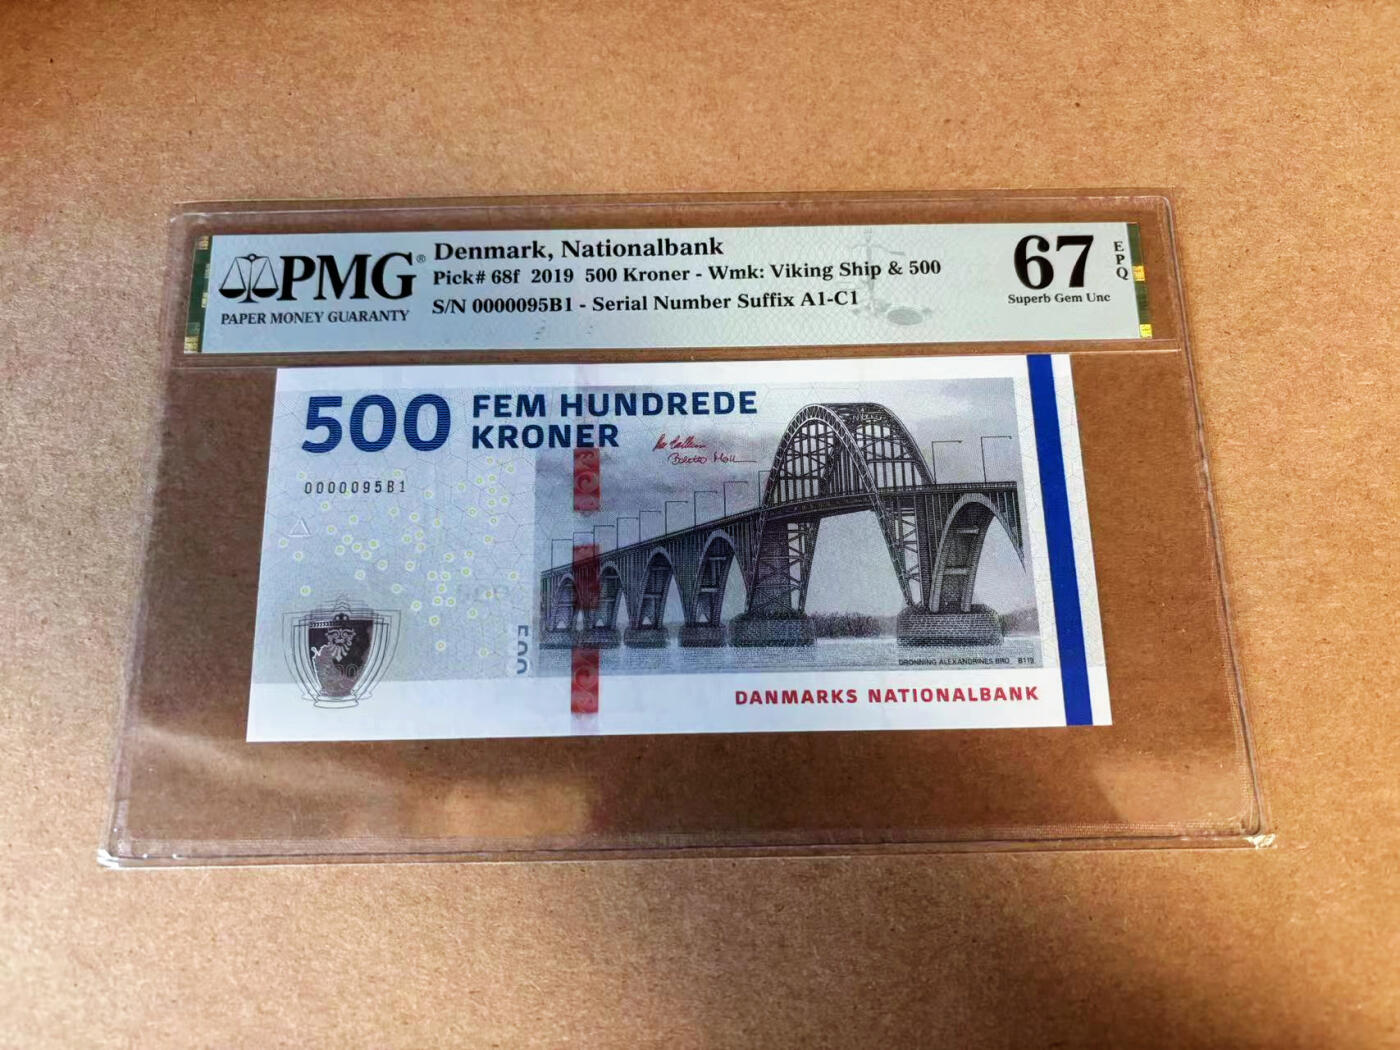 PMG®
PAPER MONEY GUARANTY
Denmark, Nationalbank
Pick# 68f 2019 500 Kroner - Wmk: Viking Ship & 500
S/N 0000095B1 - Serial Number Suffix A1-C1
67
EPQ
Superb Gem Unc
500
FEM HUNDREDE
KRONER
0000095B1
500
DRONNING ALEXANDRINES BRO
DANMARKS NATIONALBANK